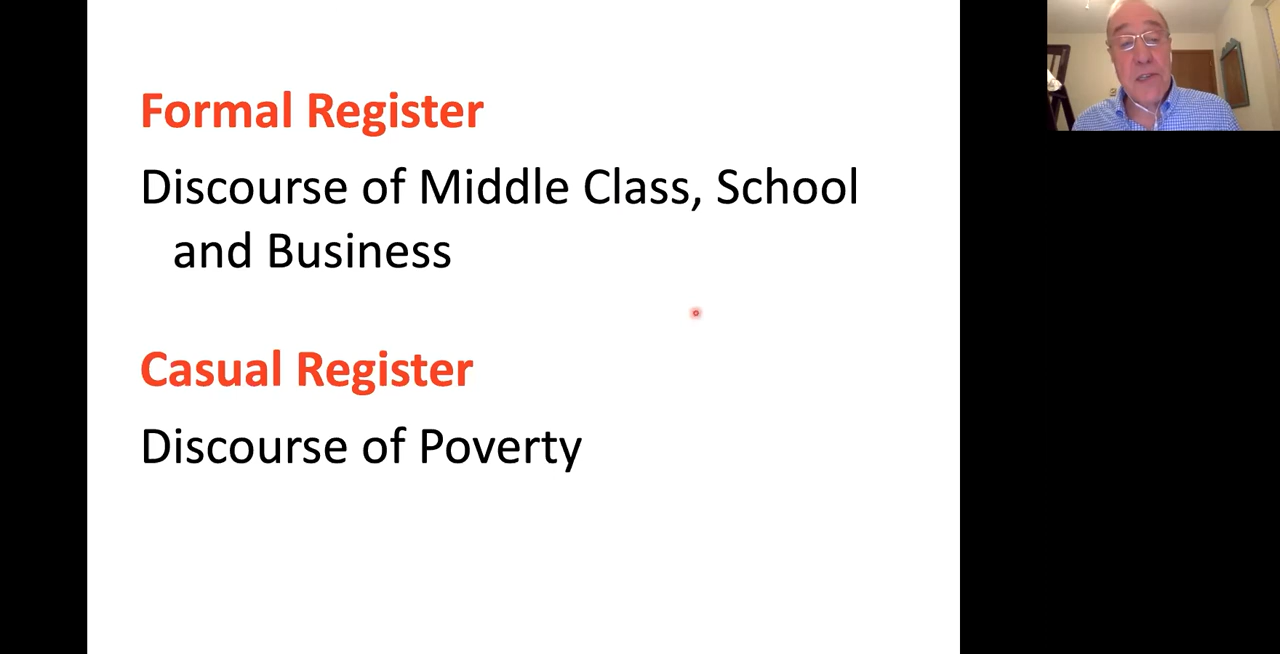 Formal Register
Discourse of Middle Class, School
and Business
Casual Register
Discourse of Poverty